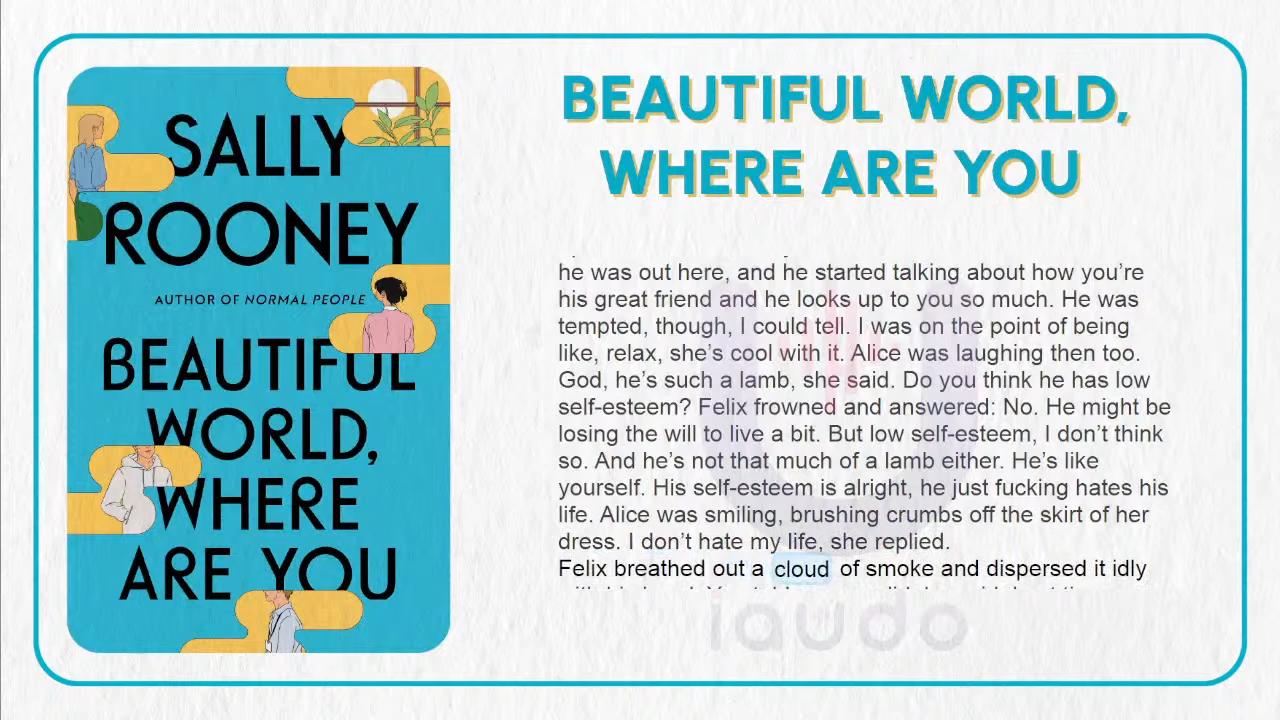 SALLY
ROONEY
AUTHOR OF NORMAL PEOPLE
BEAUTIFUL
WORLD,
WHERE
ARE YOU
BEAUTIFUL WORLD,
WHERE ARE YOU
he was out here, and he started talking about how you’re
his great friend and he looks up to you so much. He was
tempted, though, I could tell. I was on the point of being
like, relax, she’s cool with it. Alice was laughing then too.
God, he’s such a lamb, she said. Do you think he has low
self-esteem? Felix frowned and answered: No. He might be
losing the will to live a bit. But low self-esteem, I don’t think
so. And he’s not that much of a lamb either. He’s like
yourself. His self-esteem is alright, he just fucking hates his
life. Alice was smiling, brushing crumbs off the skirt of her
dress. I don’t hate my life, she replied.
Felix breathed out a cloud of smoke and dispersed it idly
iaudo